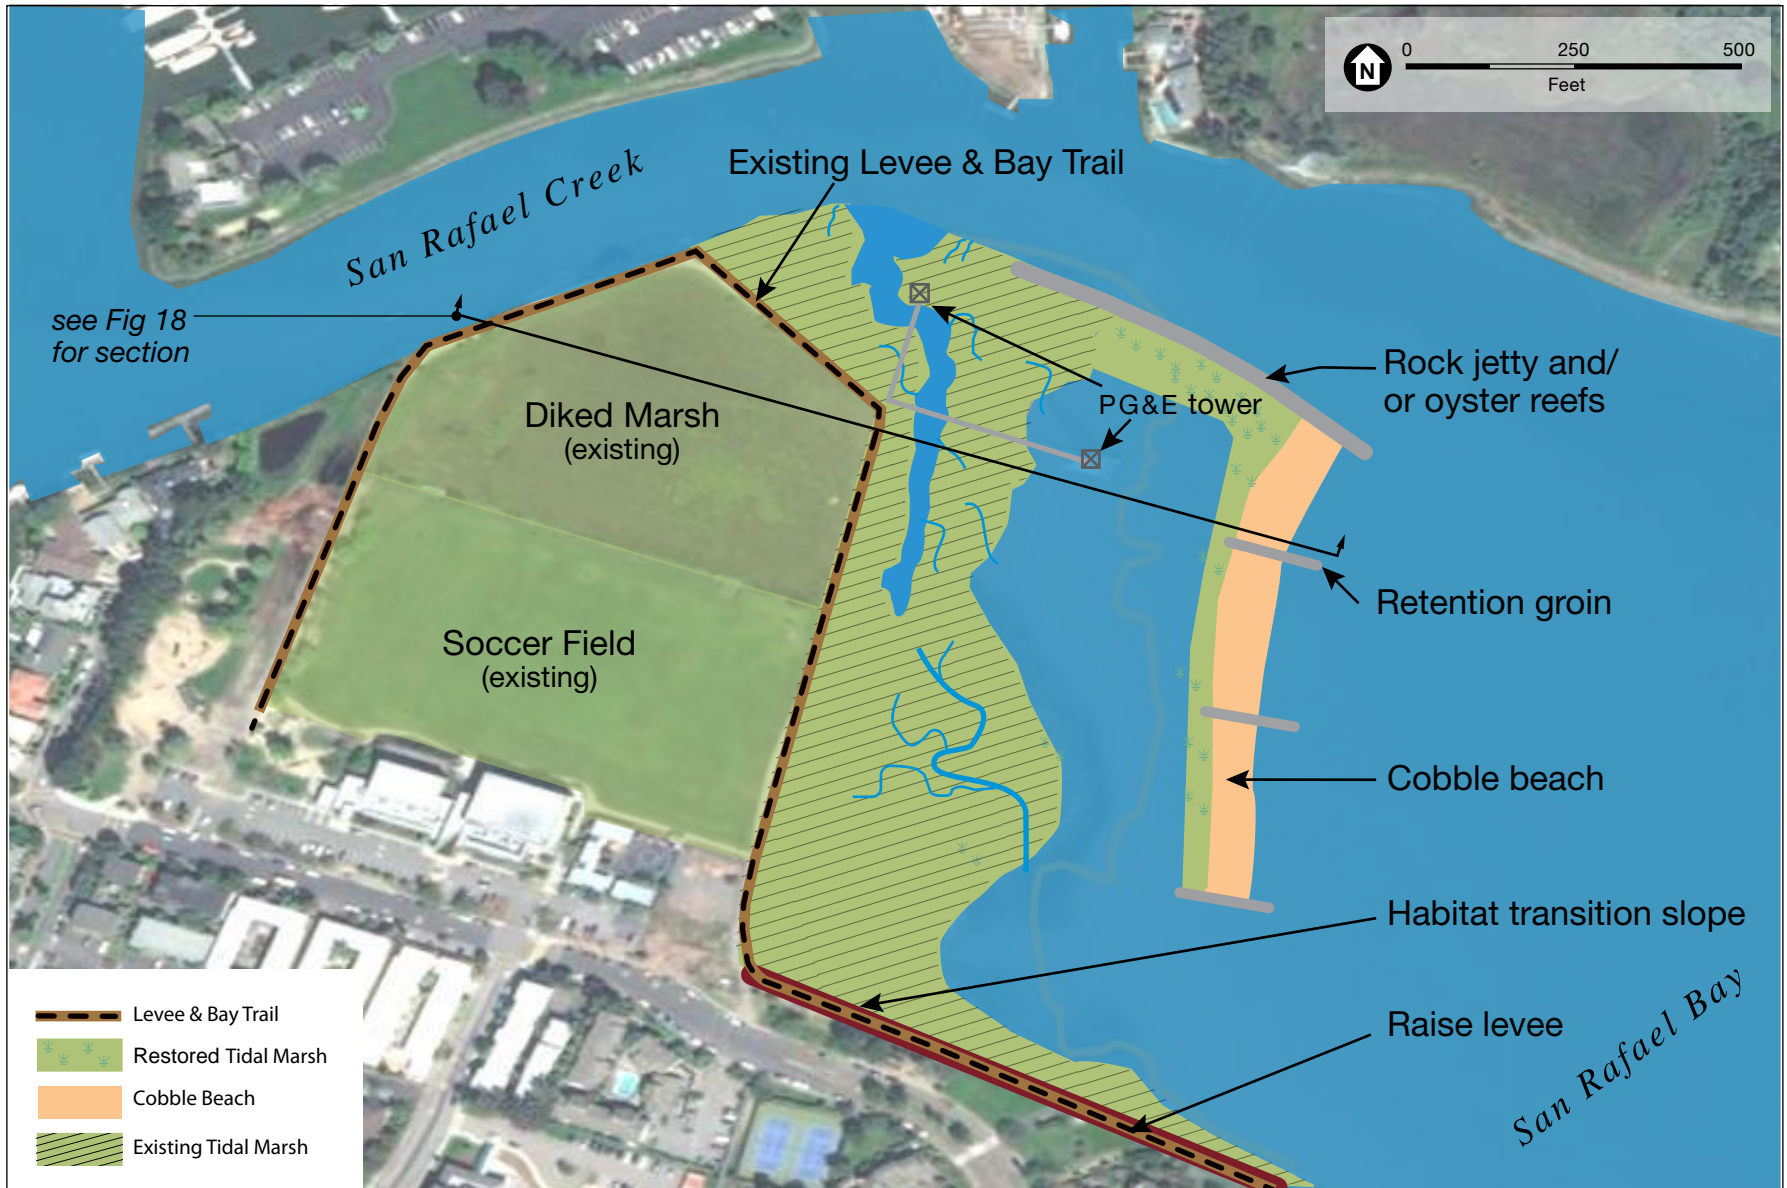 N
0 250 500
Feet
Existing Levee & Bay Trail
San Rafael Creek
see Fig 18
for section
Rock jetty and/
or oyster reefs
PG&E tower
Diked Marsh
(existing)
Retention groin
Soccer Field
(existing)
Cobble beach
Habitat transition slope
Raise levee
San Rafael Bay
Levee & Bay Trail
Restored Tidal Marsh
Cobble Beach
Existing Tidal Marsh